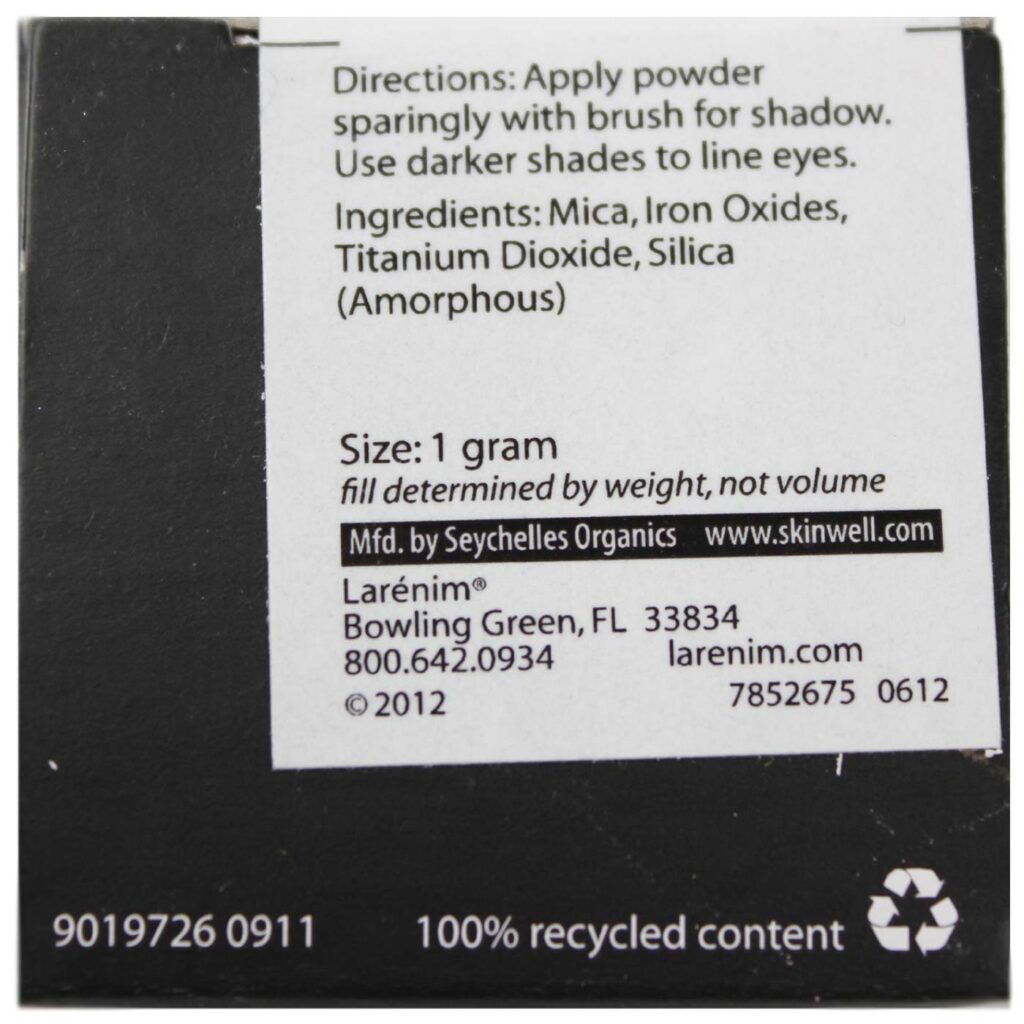 Directions: Apply powder
sparingly with brush for shadow.
Use darker shades to line eyes.
Ingredients: Mica, Iron Oxides,
Titanium Dioxide, Silica
(Amorphous)
Size: 1 gram
fill determined by weight, not volume
Mfd. by Seychelles Organics www.skinwell.com
Larénim®
Bowling Green, FL 33834
800.642.0934 larenim.com
© 2012 7852675 0612
9019726 0911 100% recycled content